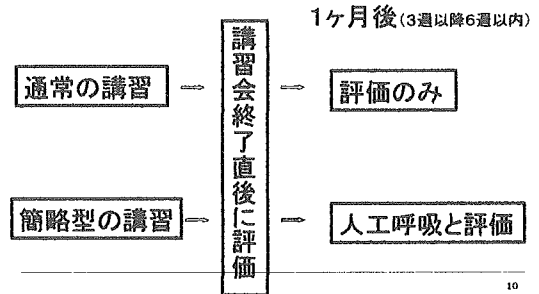 1ヶ月後(3週以降6週以内)
通常の講習
講習会終了直後に評価
評価のみ
簡略型の講習
人工呼吸と評価
10